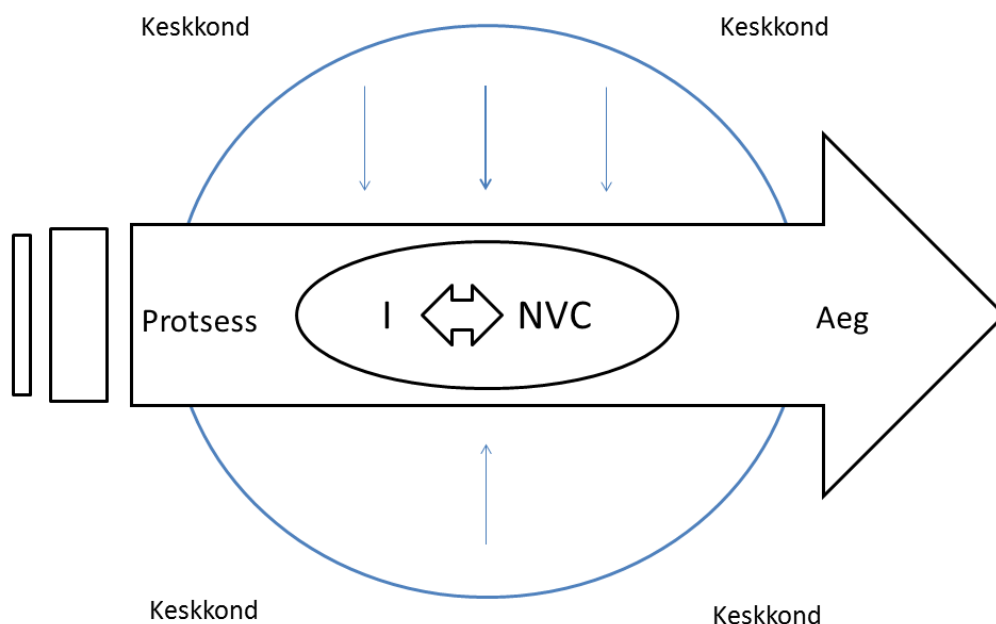 Keskkond
Keskkond
Protsess
I
NVC
Aeg
Keskkond
Keskkond